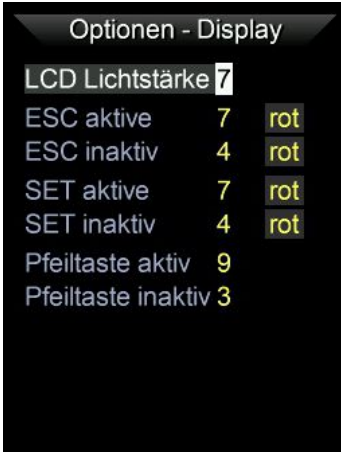 Optionen - Display
LCD Lichtstärke 7
ESC aktive 7 rot
ESC inaktiv 4 rot
SET aktive 7 rot
SET inaktiv 4 rot
Pfeiltaste aktiv 9
Pfeiltaste inaktiv 3